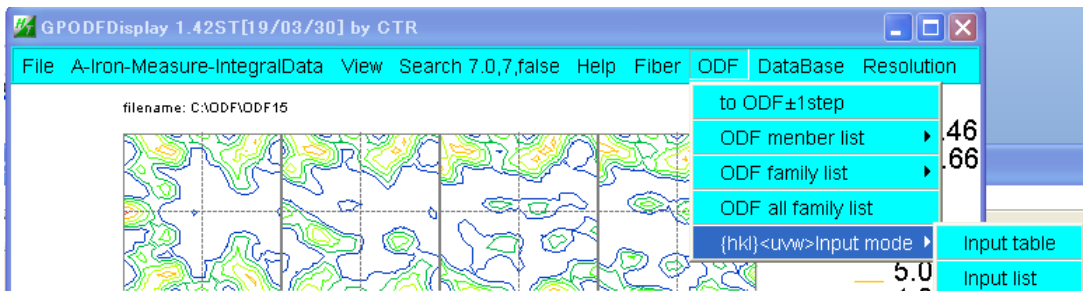 GPODFDisplay 1.42ST[19/03/30] by CTR
File A-Iron-Measure-IntegralData View Search 7.0,7,false Help Fiber ODF DataBase Resolution
filename: C:\ODF\ODF15
to ODF±1step
ODF menber list
.46
ODF family list
.66
ODF all family list
{hkl}<uvw>Input mode
Input table
5.0
Input list